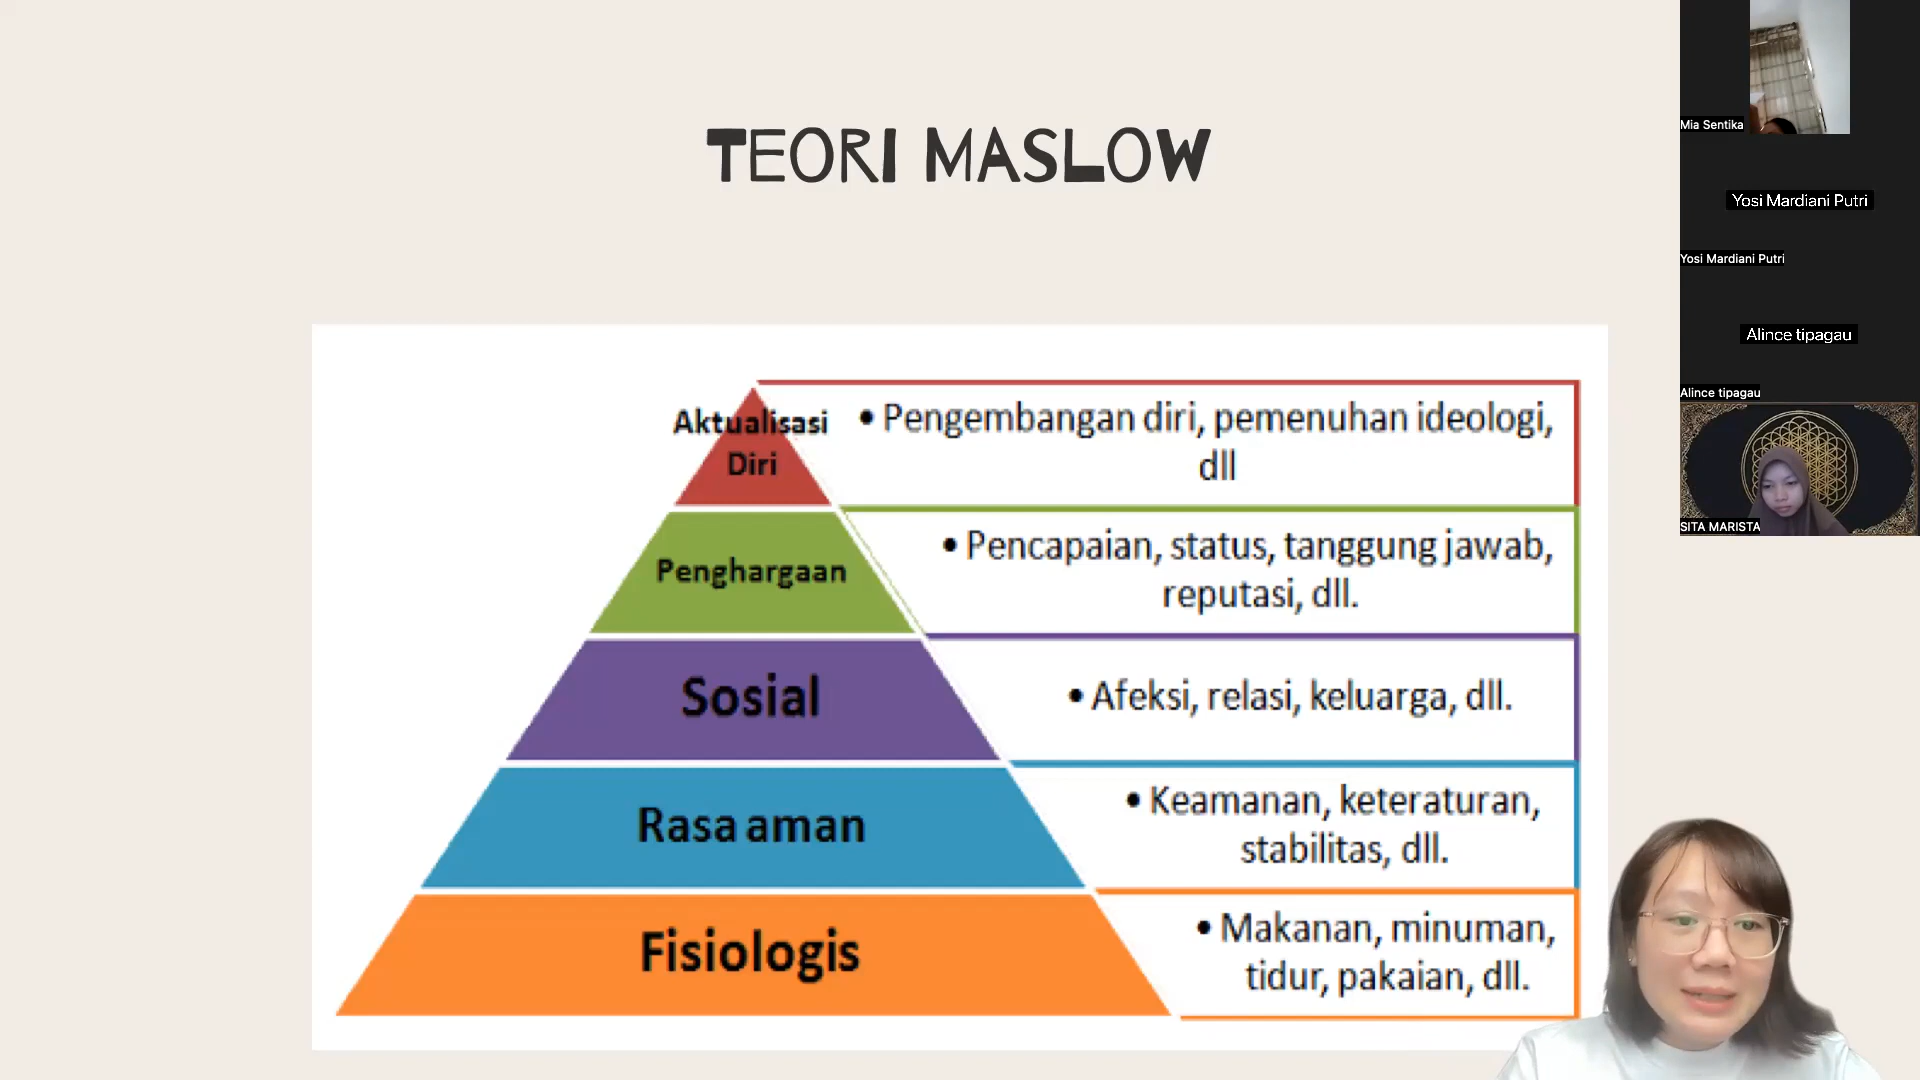 TEORI MASLOW
Aktualisasi
Diri
• Pengembangan diri, pemenuhan ideologi,
dll
Penghargaan
• Pencapaian, status, tanggung jawab,
reputasi, dll.
Sosial
• Afeksi, relasi, keluarga, dll.
Rasa aman
• Keamanan, keteraturan,
stabilitas, dll.
Fisiologis
• Makanan, minuman,
tidur, pakaian, dll.
Mia Sentika
Yosi Mardiani Putri
Yosi Mardiani Putri
Alince tipagau
Alince tipagau
SITA MARISTA